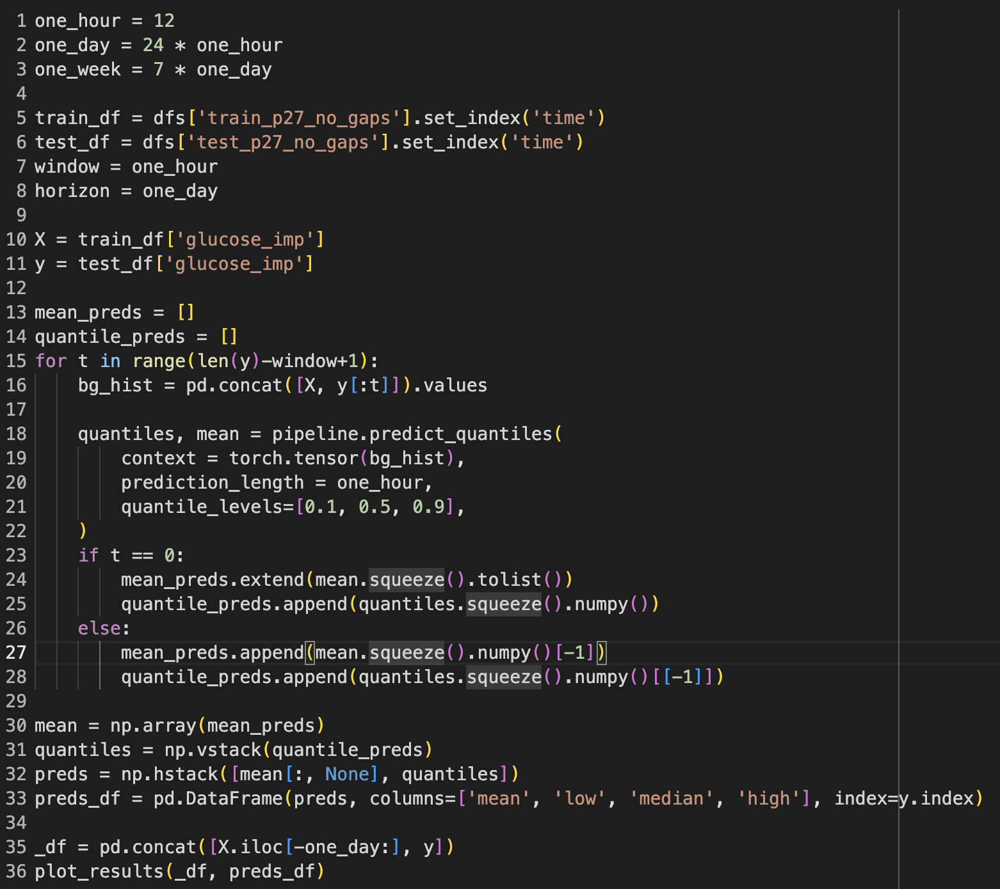 1 one_hour = 12
2 one_day = 24 * one_hour
3 one_week = 7 * one_day
4
5 train_df = dfs['train_p27_no_gaps'].set_index('time')
6 test_df = dfs['test_p27_no_gaps'].set_index('time')
7 window = one_hour
8 horizon = one_day
9
10 X = train_df['glucose_imp']
11 y = test_df['glucose_imp']
12
13 mean_preds = []
14 quantile_preds = []
15 for t in range(len(y)-window+1):
16     bg_hist = pd.concat([X, y[:t]]).values
17
18     quantiles, mean = pipeline.predict_quantiles(
19         context = torch.tensor(bg_hist),
20         prediction_length = one_hour,
21         quantile_levels=[0.1, 0.5, 0.9],
22     )
23     if t == 0:
24         mean_preds.extend(mean.squeeze().tolist())
25         quantile_preds.append(quantiles.squeeze().numpy())
26     else:
27         mean_preds.append(mean.squeeze().numpy()[-1])
28         quantile_preds.append(quantiles.squeeze().numpy()[[-1]])
29
30 mean = np.array(mean_preds)
31 quantiles = np.vstack(quantile_preds)
32 preds = np.hstack([mean[:, None], quantiles])
33 preds_df = pd.DataFrame(preds, columns=['mean', 'low', 'median', 'high'], index=y.index)
34
35 _df = pd.concat([X.iloc[-one_day:], y])
36 plot_results(_df, preds_df)